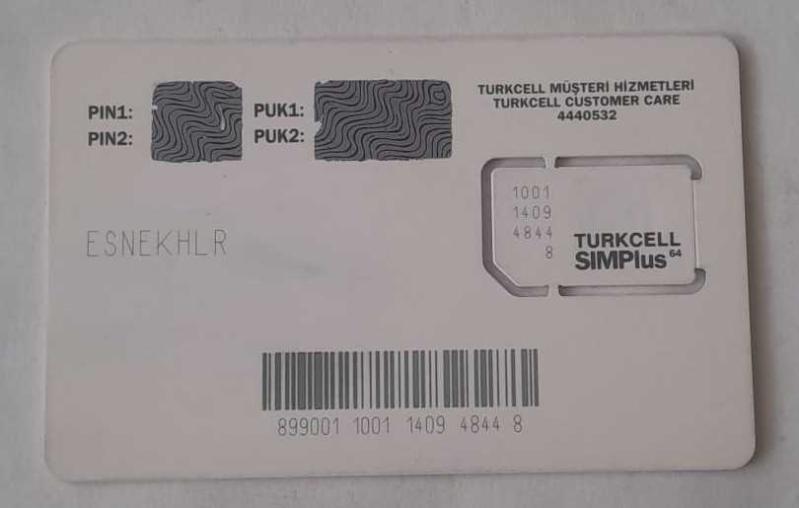 PIN1:
PIN2:
PUK1:
PUK2:
TURKCELL MÜŞTERİ HİZMETLERİ
TURKCELL CUSTOMER CARE
4440532
1001
1409
4844
8
TURKCELL
SIMPlus 64
ESNEKHLR
899001 1001 1409 4844 8